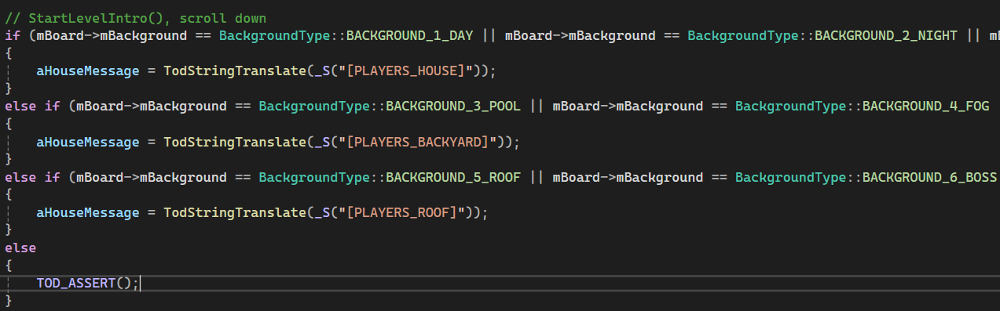 // StartLevelIntro(), scroll down
if (mBoard->mBackground == BackgroundType::BACKGROUND_1_DAY || mBoard->mBackground == BackgroundType::BACKGROUND_2_NIGHT || m
{
aHouseMessage = TodStringTranslate(_S("[PLAYERS_HOUSE]"));
}
else if (mBoard->mBackground == BackgroundType::BACKGROUND_3_POOL || mBoard->mBackground == BackgroundType::BACKGROUND_4_FOG
{
aHouseMessage = TodStringTranslate(_S("[PLAYERS_BACKYARD]"));
}
else if (mBoard->mBackground == BackgroundType::BACKGROUND_5_ROOF || mBoard->mBackground == BackgroundType::BACKGROUND_6_BOSS
{
aHouseMessage = TodStringTranslate(_S("[PLAYERS_ROOF]"));
}
else
{
TOD_ASSERT();
}